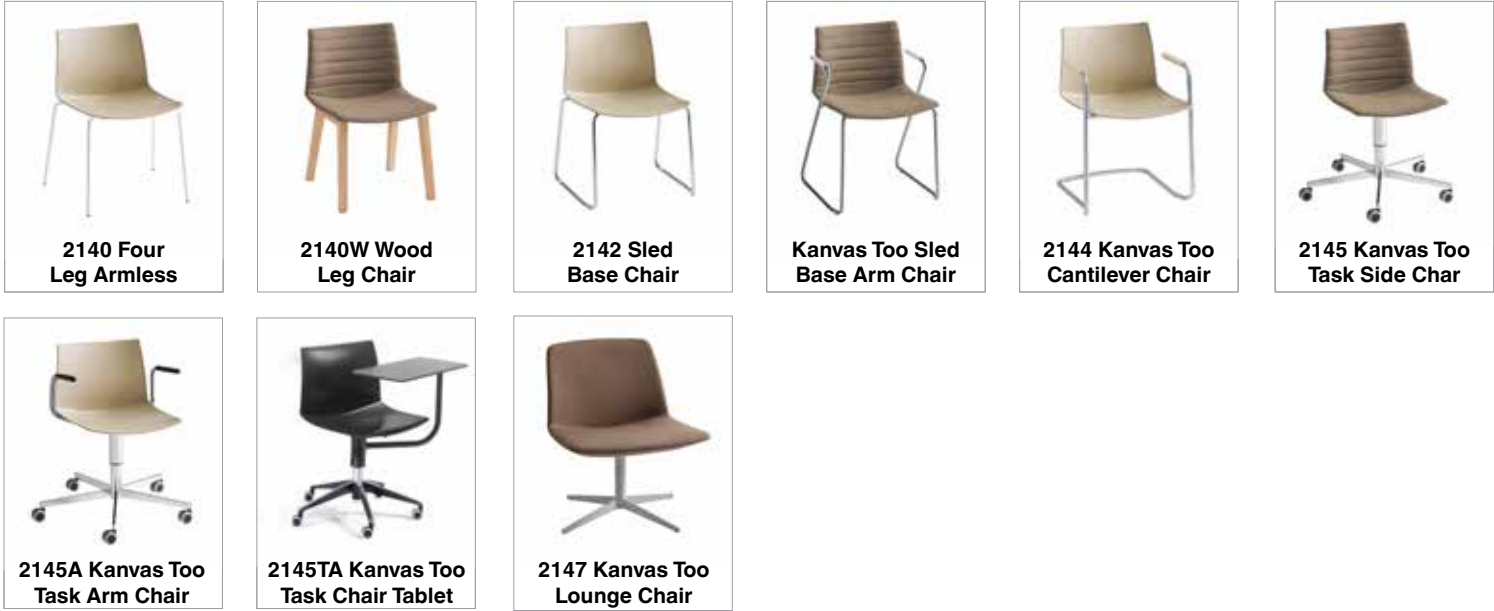 2140 Four
Leg Armless
2140W Wood
Leg Chair
2142 Sled
Base Chair
Kanvas Too Sled
Base Arm Chair
2144 Kanvas Too
Cantilever Chair
2145 Kanvas Too
Task Side Char
2145A Kanvas Too
Task Arm Chair
2145TA Kanvas Too
Task Chair Tablet
2147 Kanvas Too
Lounge Chair